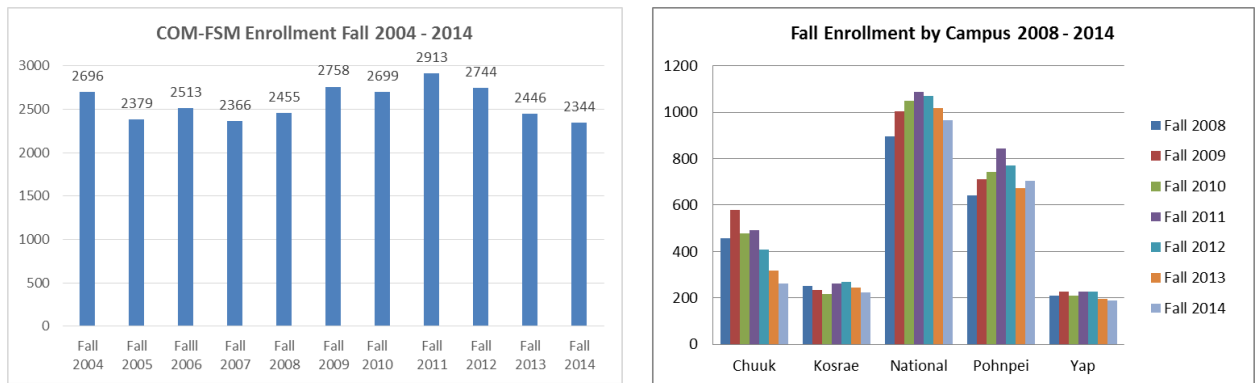 COM-FSM Enrollment Fall 2004 - 2014
3000
2500
2000
1500
1000
500
0
2696
2379
2513
2366
2455
2758
2699
2913
2744
2446
2344
Fall 2004
Fall 2005
Falll 2006
Fall 2007
Fall 2008
Fall 2009
Fall 2010
Fall 2011
Fall 2012
Fall 2013
Fall 2014
Fall Enrollment by Campus 2008 - 2014
1200
1000
800
600
400
200
0
Chuuk
Kosrae
National
Pohnpei
Yap
Fall 2008
Fall 2009
Fall 2010
Fall 2011
Fall 2012
Fall 2013
Fall 2014